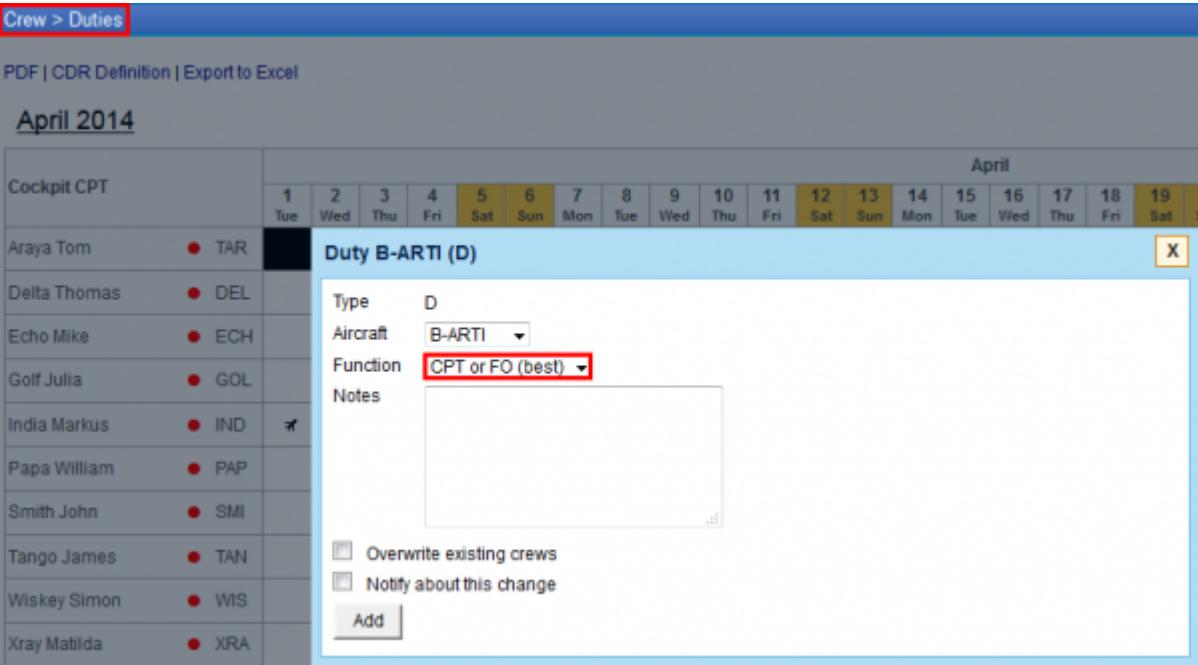 Crew > Duties
PDF | CDR Definition | Export to Excel
April 2014
Cockpit CPT
April
1 2 3 4 5 6 7 8 9 10 11 12 13 14 15 16 17 18 19
Tue Wed Thu Fri Sat Sun Mon Tue Wed Thu Fri Sat Sun Mon Tue Wed Thu Fri Sat
Araya Tom TAR
Delta Thomas DEL
Echo Mike ECH
Golf Julia GOL
India Markus IND
Papa William PAP
Smith John SMI
Tango James TAN
Wiskey Simon WIS
Xray Matilda XRA
Duty B-ARTI (D)
X
Type D
Aircraft B-ARTI
Function CPT or FO (best)
Notes
Overwrite existing crews
Notify about this change
Add